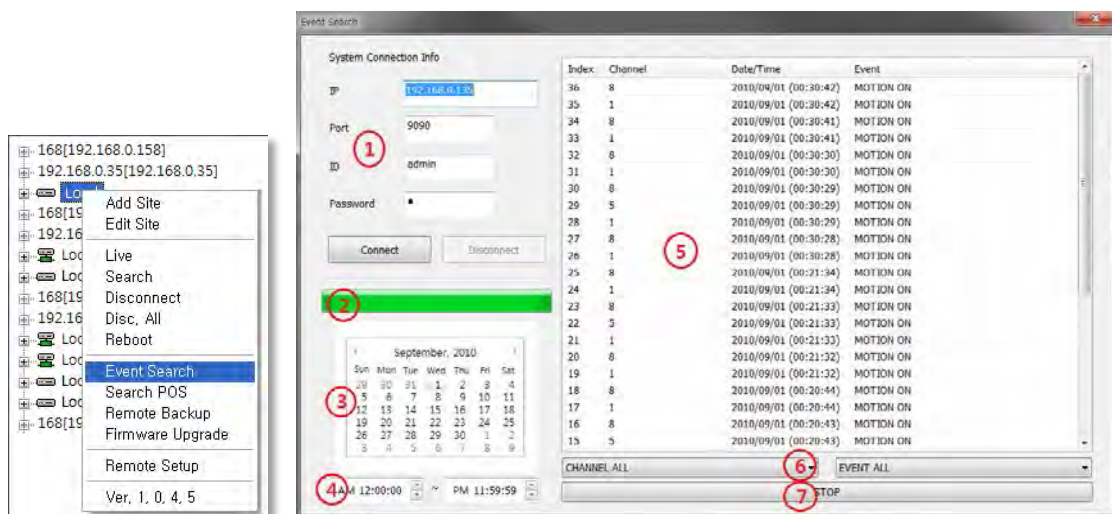 168[192.168.0.158]
192.168.0.35[192.168.0.35]
168[19
192.16
Loc
Loc
168[19
192.16
Loc
Loc
Loc
Loc
168[19
Add Site
Edit Site
Live
Search
Disconnect
Disc, All
Reboot
Event Search
Search POS
Remote Backup
Firmware Upgrade
Remote Setup
Ver, 1, 0, 4, 5
Event Search
System Connection Info
IP 192.168.0.135
Port 9090
1
ID admin
Password
Connect Disconnect
2
September, 2010
Sun Mon Tue Wed Thu Fri Sat
29 30 31 1 2 3 4
5 6 7 8 9 10 11
12 13 14 15 16 17 18
19 20 21 22 23 24 25
26 27 28 29 30 1 2
3 4 5 6 7 8 9
3
4
AM 12:00:00 ~ PM 11:59:59
Index Channel Date/Time Event
36 8 2010/09/01 (00:30:42) MOTION ON
35 1 2010/09/01 (00:30:42) MOTION ON
34 8 2010/09/01 (00:30:41) MOTION ON
33 1 2010/09/01 (00:30:41) MOTION ON
32 8 2010/09/01 (00:30:30) MOTION ON
31 1 2010/09/01 (00:30:30) MOTION ON
30 8 2010/09/01 (00:30:29) MOTION ON
29 5 2010/09/01 (00:30:29) MOTION ON
28 1 2010/09/01 (00:30:29) MOTION ON
27 8 2010/09/01 (00:30:28) MOTION ON
26 1 2010/09/01 (00:30:28) MOTION ON
25 8 2010/09/01 (00:21:34) MOTION ON
24 1 2010/09/01 (00:21:34) MOTION ON
23 8 2010/09/01 (00:21:33) MOTION ON
22 5 2010/09/01 (00:21:33) MOTION ON
21 1 2010/09/01 (00:21:33) MOTION ON
20 8 2010/09/01 (00:21:32) MOTION ON
19 1 2010/09/01 (00:21:32) MOTION ON
18 8 2010/09/01 (00:20:44) MOTION ON
17 1 2010/09/01 (00:20:44) MOTION ON
16 8 2010/09/01 (00:20:43) MOTION ON
15 5 2010/09/01 (00:20:43) MOTION ON
5
CHANNEL ALL 6 EVENT ALL
7 STOP